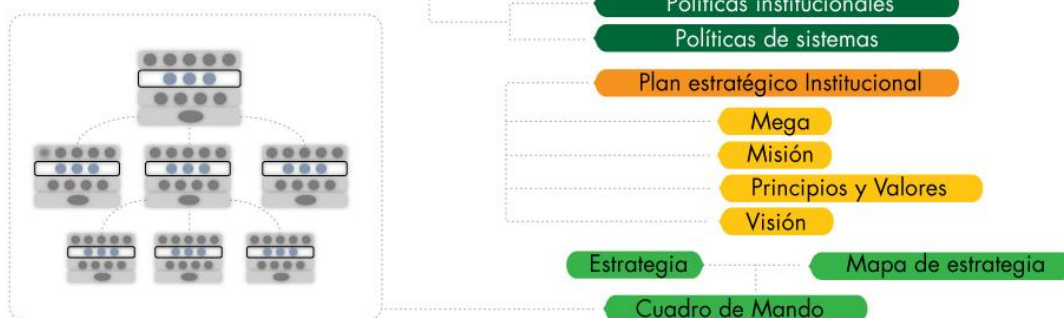 Políticas institucionales
Políticas de sistemas
Plan estratégico Institucional
Mega
Misión
Principios y Valores
Visión
Estrategia
Mapa de estrategia
Cuadro de Mando